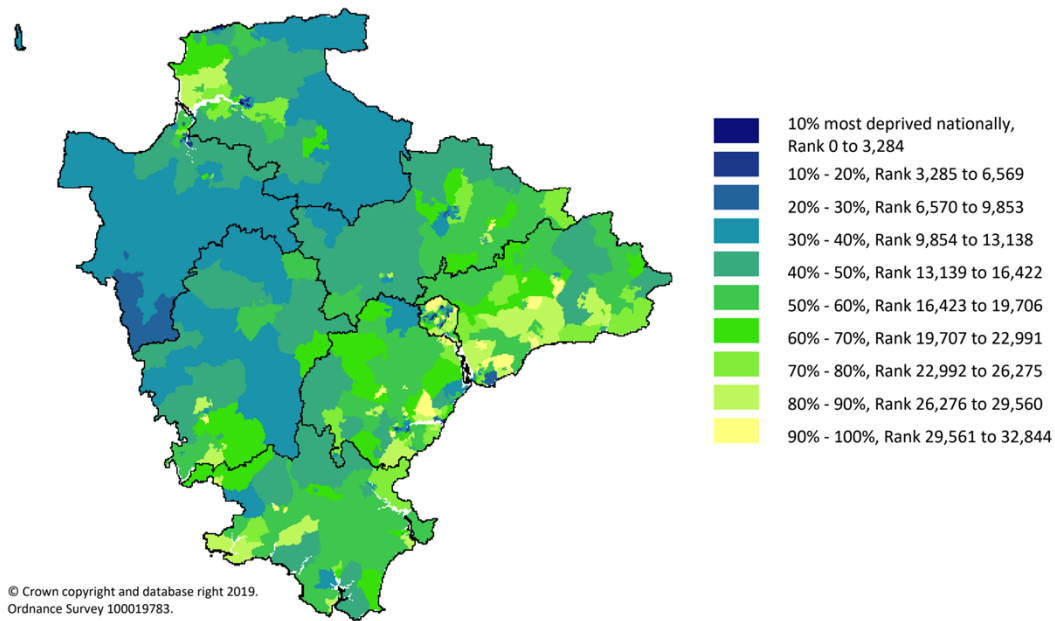 10% most deprived nationally,
Rank 0 to 3,284
10% - 20%, Rank 3,285 to 6,569
20% - 30%, Rank 6,570 to 9,853
30% - 40%, Rank 9,854 to 13,138
40% - 50%, Rank 13,139 to 16,422
50% - 60%, Rank 16,423 to 19,706
60% - 70%, Rank 19,707 to 22,991
70% - 80%, Rank 22,992 to 26,275
80% - 90%, Rank 26,276 to 29,560
90% - 100%, Rank 29,561 to 32,844
© Crown copyright and database right 2019.
Ordnance Survey 100019783.